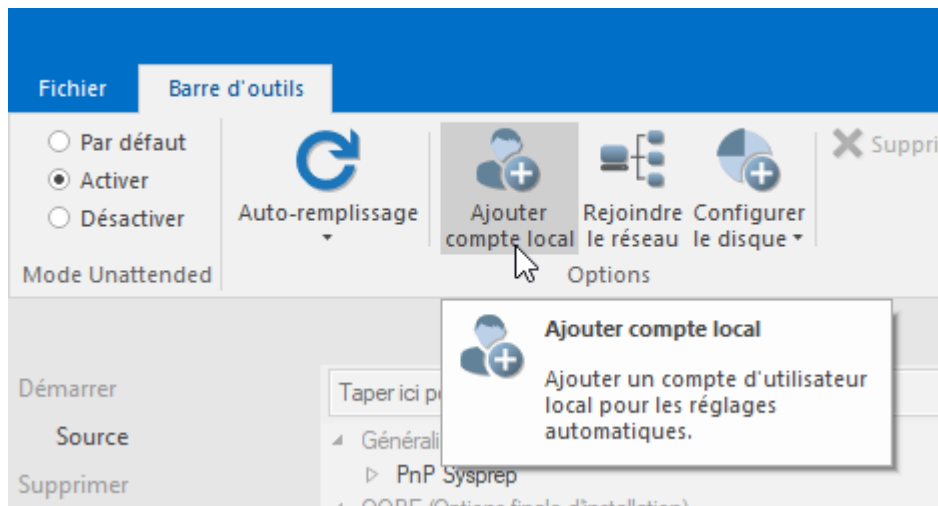 Fichier
Barre d'outils
Par défaut
Activer
Désactiver
Mode Unattended
Auto-remplissage
Ajouter
compte local
Rejoindre
le réseau
Configurer
le disque
Options
Ajouter compte local
Ajouter un compte d'utilisateur
local pour les réglages
automatiques.
Démarrer
Source
Supprimer
Taper ici
PnP Sysprep